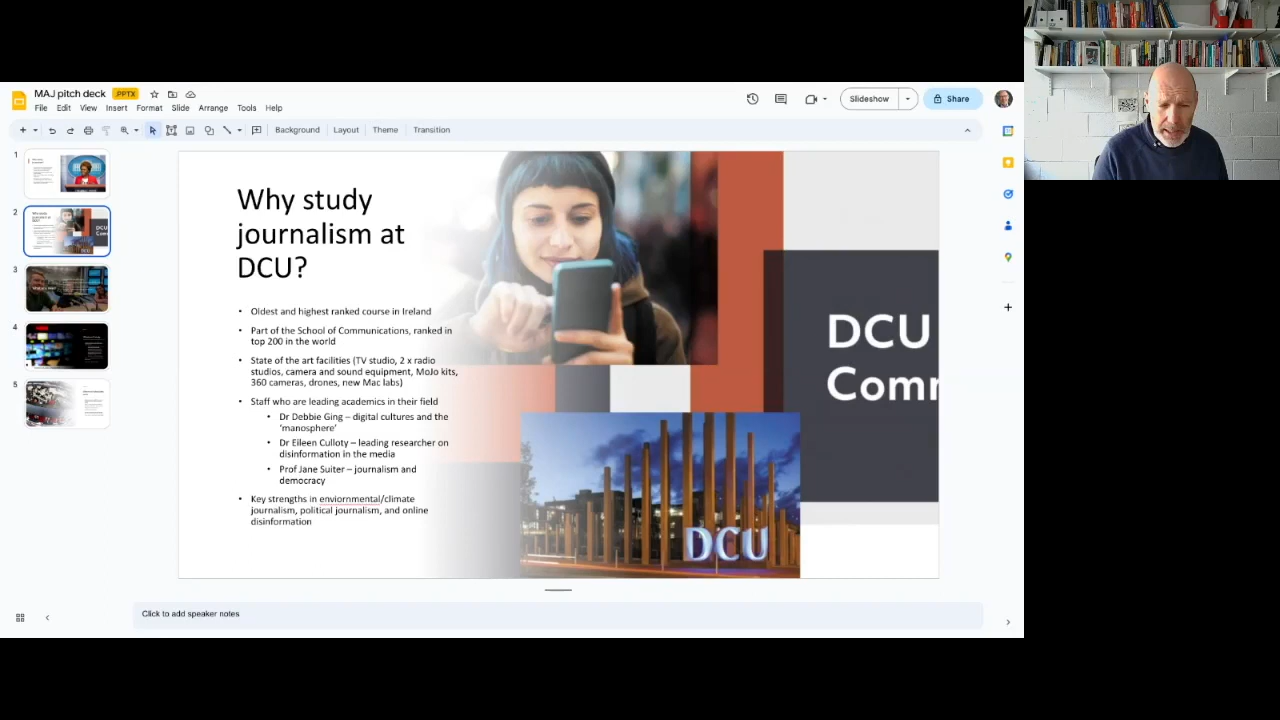 MAJ pitch deck .PPTX
File Edit View Insert Format Slide Arrange Tools Help
Slideshow
Share
Background Layout Theme Transition
1
2
3
4
5
Why study
journalism at
DCU?
• Oldest and highest ranked course in Ireland
• Part of the School of Communications, ranked in
top 200 in the world
• State of the art facilities (TV studio, 2 x radio
studios, camera and sound equipment, MoJo kits,
360 cameras, drones, new Mac labs)
• Staff who are leading academics in their field
• Dr Debbie Ging – digital cultures and the
‘manosphere’
• Dr Eileen Culloty – leading researcher on
disinformation in the media
• Prof Jane Suiter – journalism and
democracy
• Key strengths in enviornmental/climate
journalism, political journalism, and online
disinformation
DCU
Comm
DCU
Click to add speaker notes